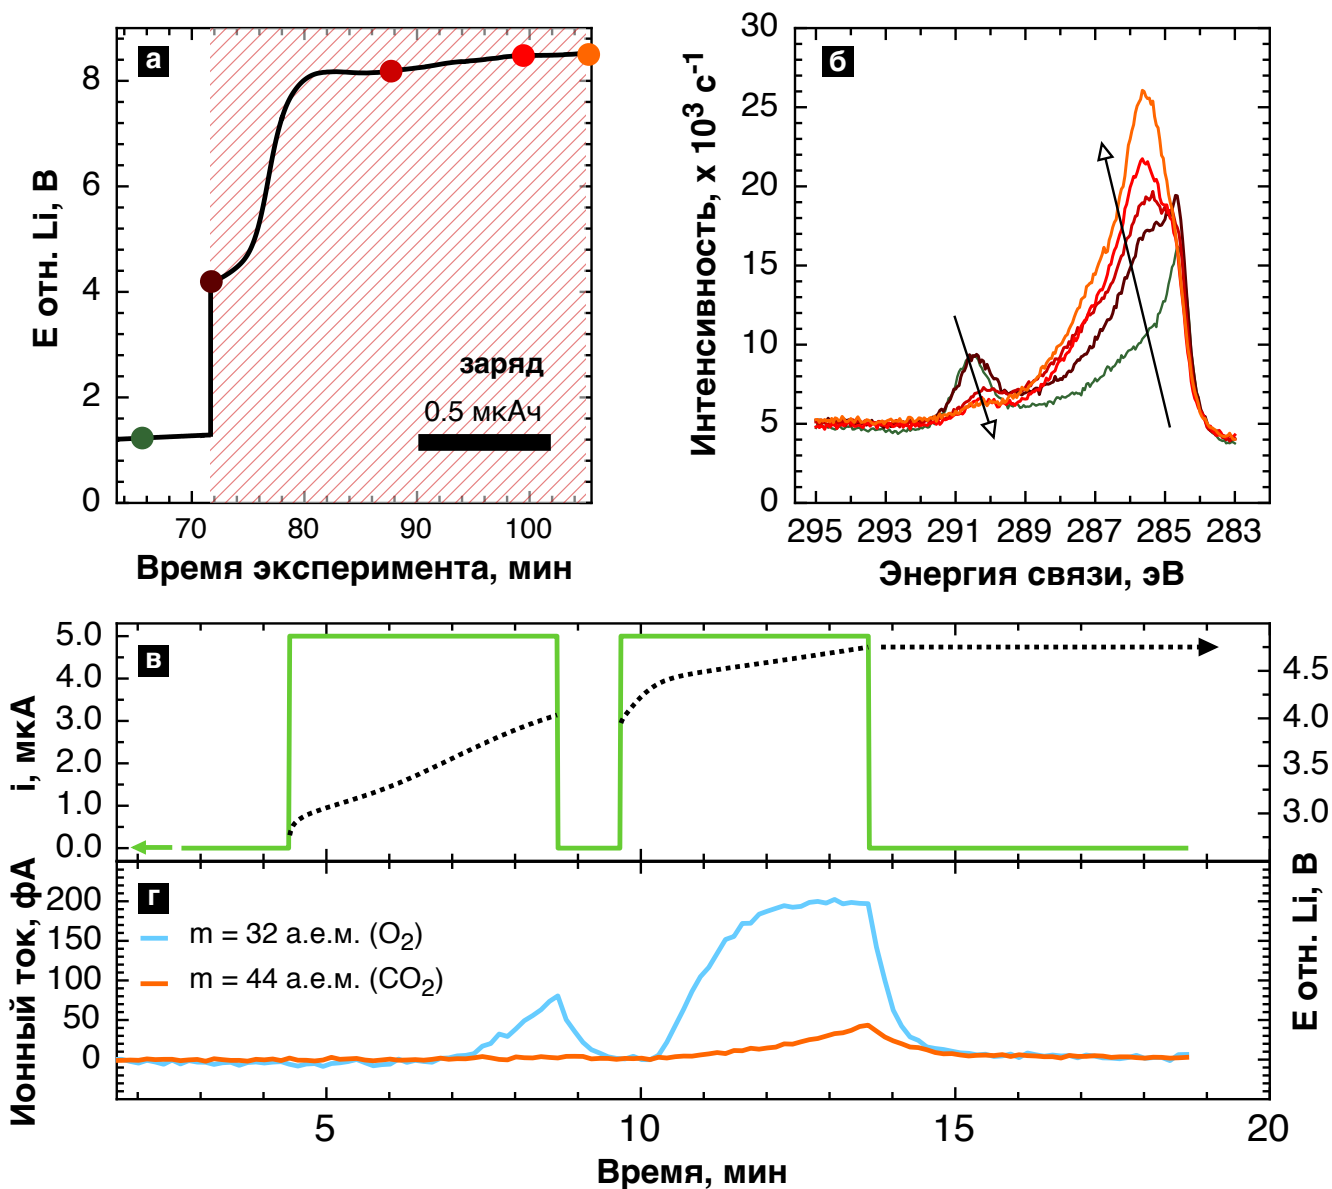 а
E отн. Li, В
8
6
4
2
0
заряд
0.5 мкАч
70
80
90
100
Время эксперимента, мин
б
Интенсивность, x 10³ с⁻¹
30
25
20
15
10
5
0
295
293
291
289
287
285
283
Энергия связи, эВ
в
i, мкА
5.0
4.0
3.0
2.0
1.0
0.0
4.5
4.0
3.5
3.0
E отн. Li, В
г
Ионный ток, фА
200
150
100
50
0
m = 32 а.е.м. (O₂)
m = 44 а.е.м. (CO₂)
5
10
15
20
Время, мин